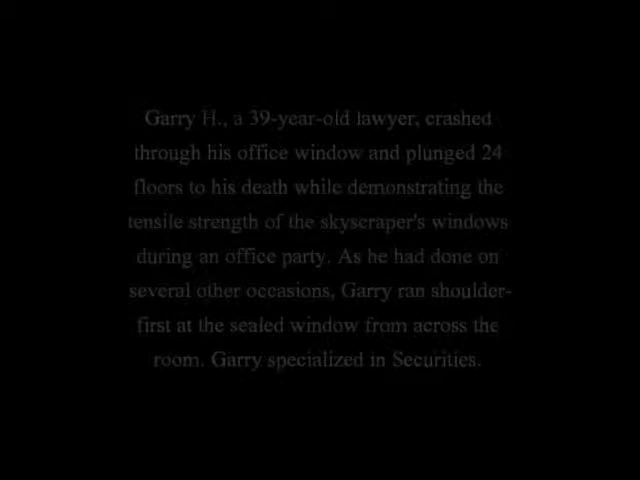 Garry H., a 39-year-old lawyer, crashed
through his office window and plunged 24
floors to his death while demonstrating the
tensile strength of the skyscraper's windows
during an office party. As he had done on
several other occasions, Garry ran shoulder-
first at the sealed window from across the
room. Garry specialized in Securities.